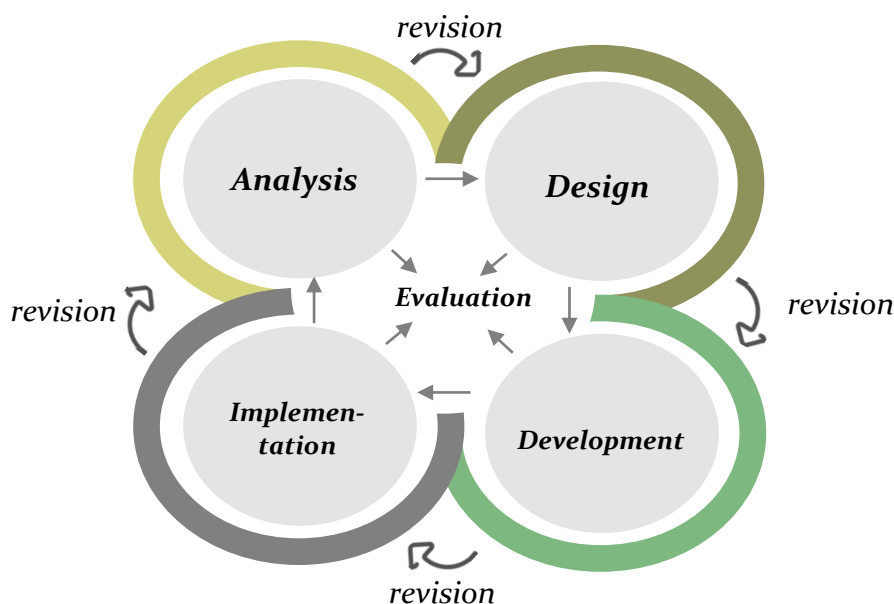 revision
Analysis
Design
Evaluation
revision
revision
Implemen-
tation
Development
revision